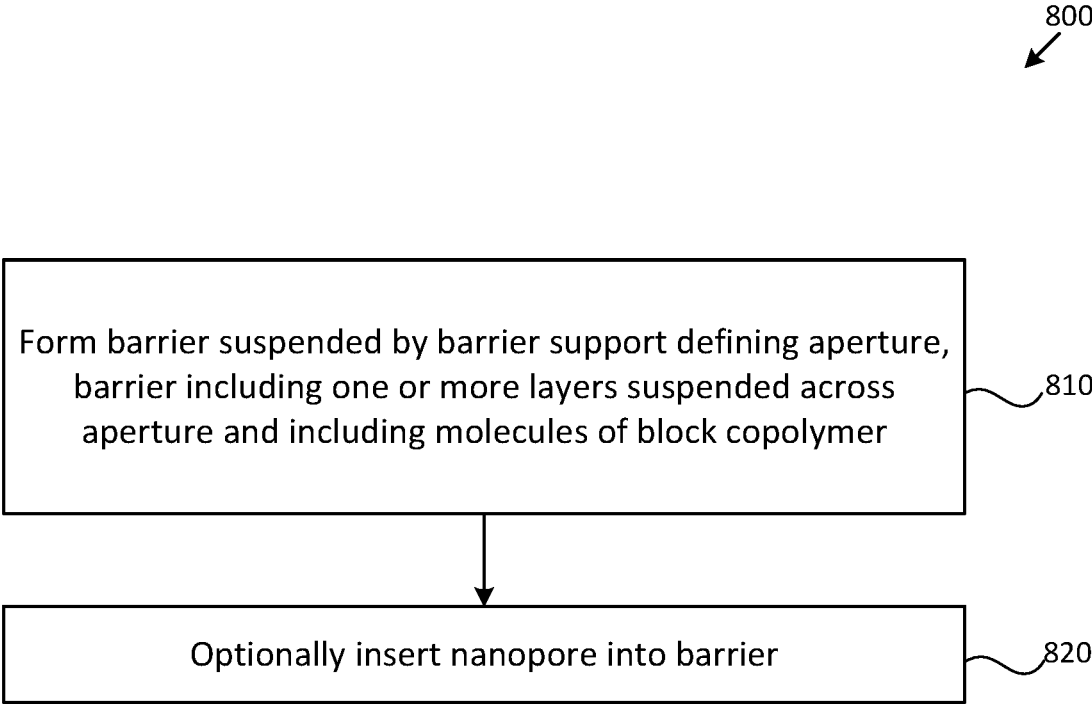 800
Form barrier suspended by barrier support defining aperture,
barrier including one or more layers suspended across
aperture and including molecules of block copolymer
810
Optionally insert nanopore into barrier
820